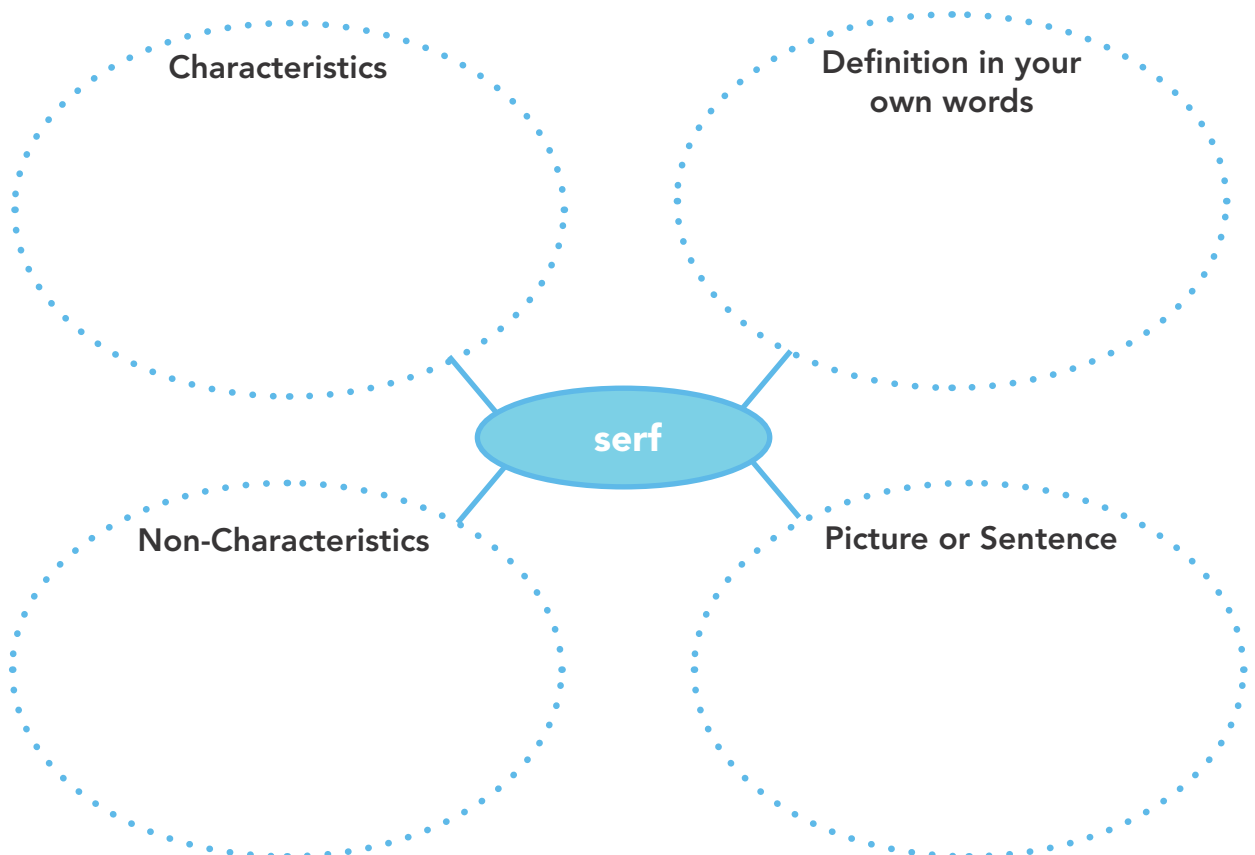 Characteristics
Definition in your
own words
serf
Non-Characteristics
Picture or Sentence